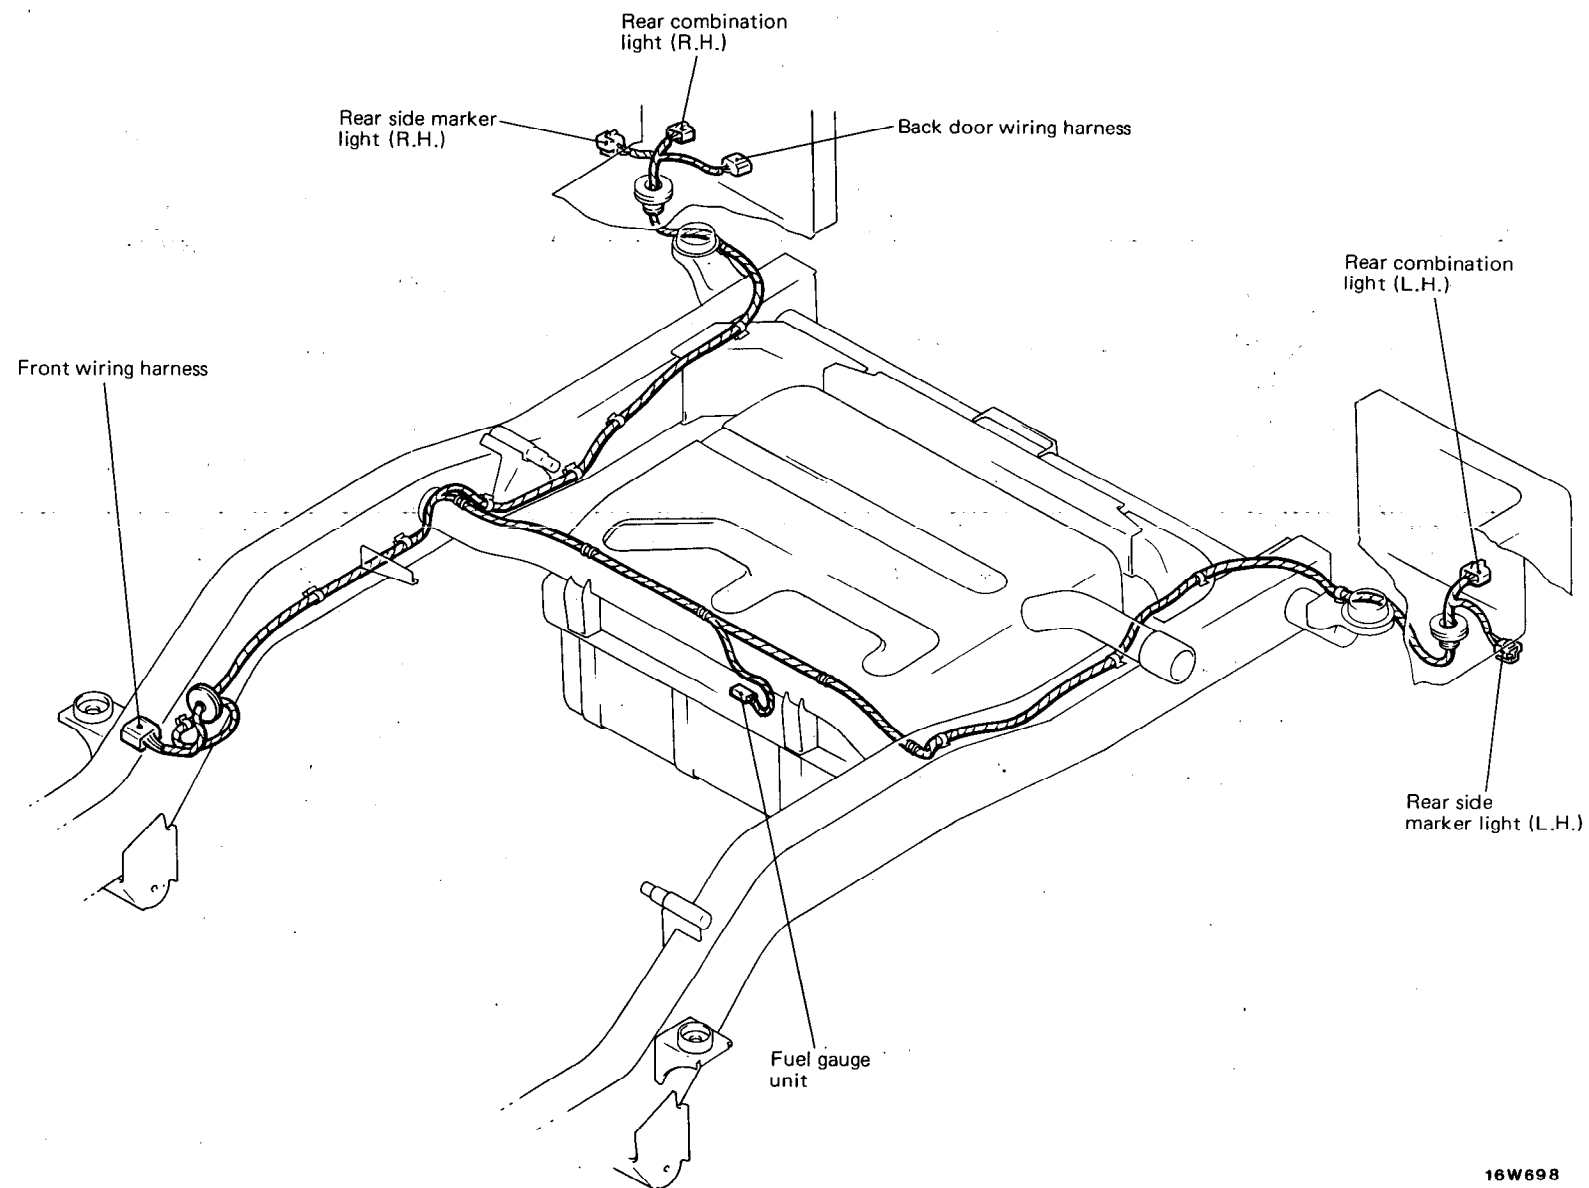 Rear combination
light (R.H.)
Rear side marker
light (R.H.)
Back door wiring harness
Rear combination
light (L.H.)
Front wiring harness
Rear side
marker light (L.H.)
Fuel gauge
unit
16W698